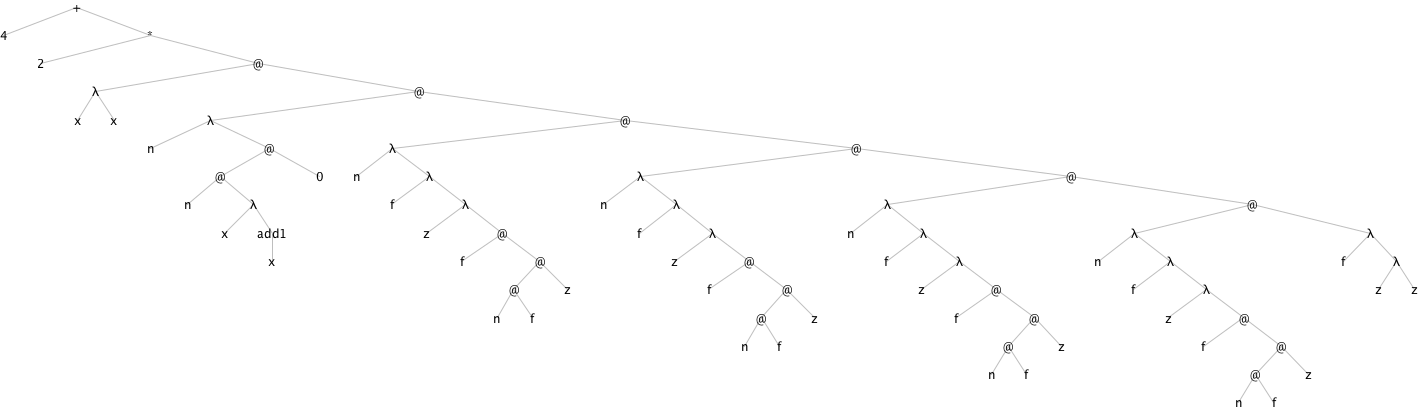 +
4 *
2 @
λ @
x x λ @
n @ λ @
@ 0 n λ λ @
n λ f λ n λ λ @
x add1 z @ f λ n λ λ λ
x f @ z @ f λ n λ f λ
@ z f @ z @ f λ z z
n f @ z f @ z @
n f @ z f @
n f @ z
n f